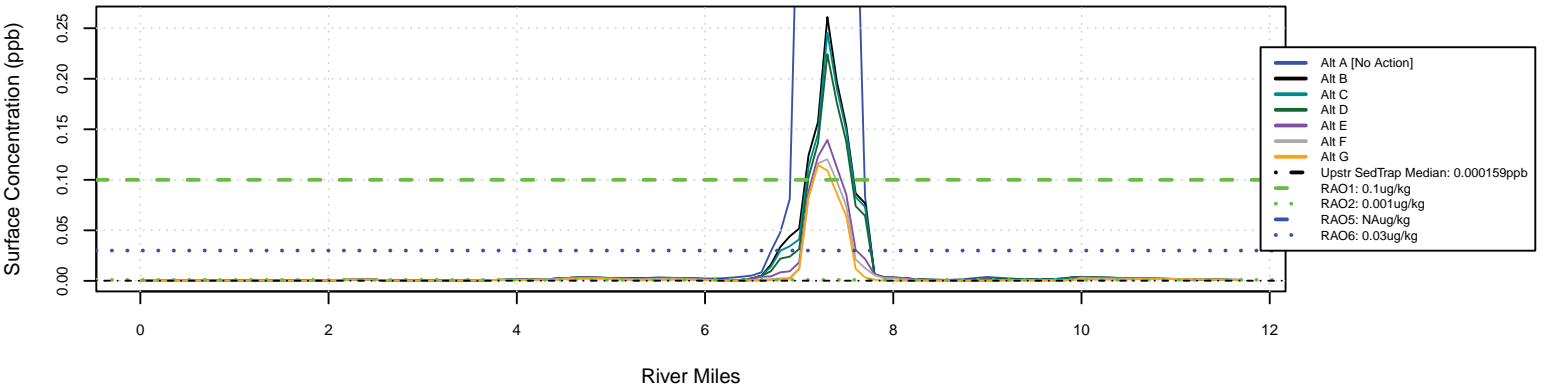 Surface Concentration (ppb)
0.25
0.20
0.15
0.10
0.05
0.00
0 2 4 6 8 10 12
River Miles
Alt A [No Action]
Alt B
Alt C
Alt D
Alt E
Alt F
Alt G
Upstr SedTrap Median: 0.000159ppb
RAO1: 0.1ug/kg
RAO2: 0.001ug/kg
RAO5: NAug/kg
RAO6: 0.03ug/kg